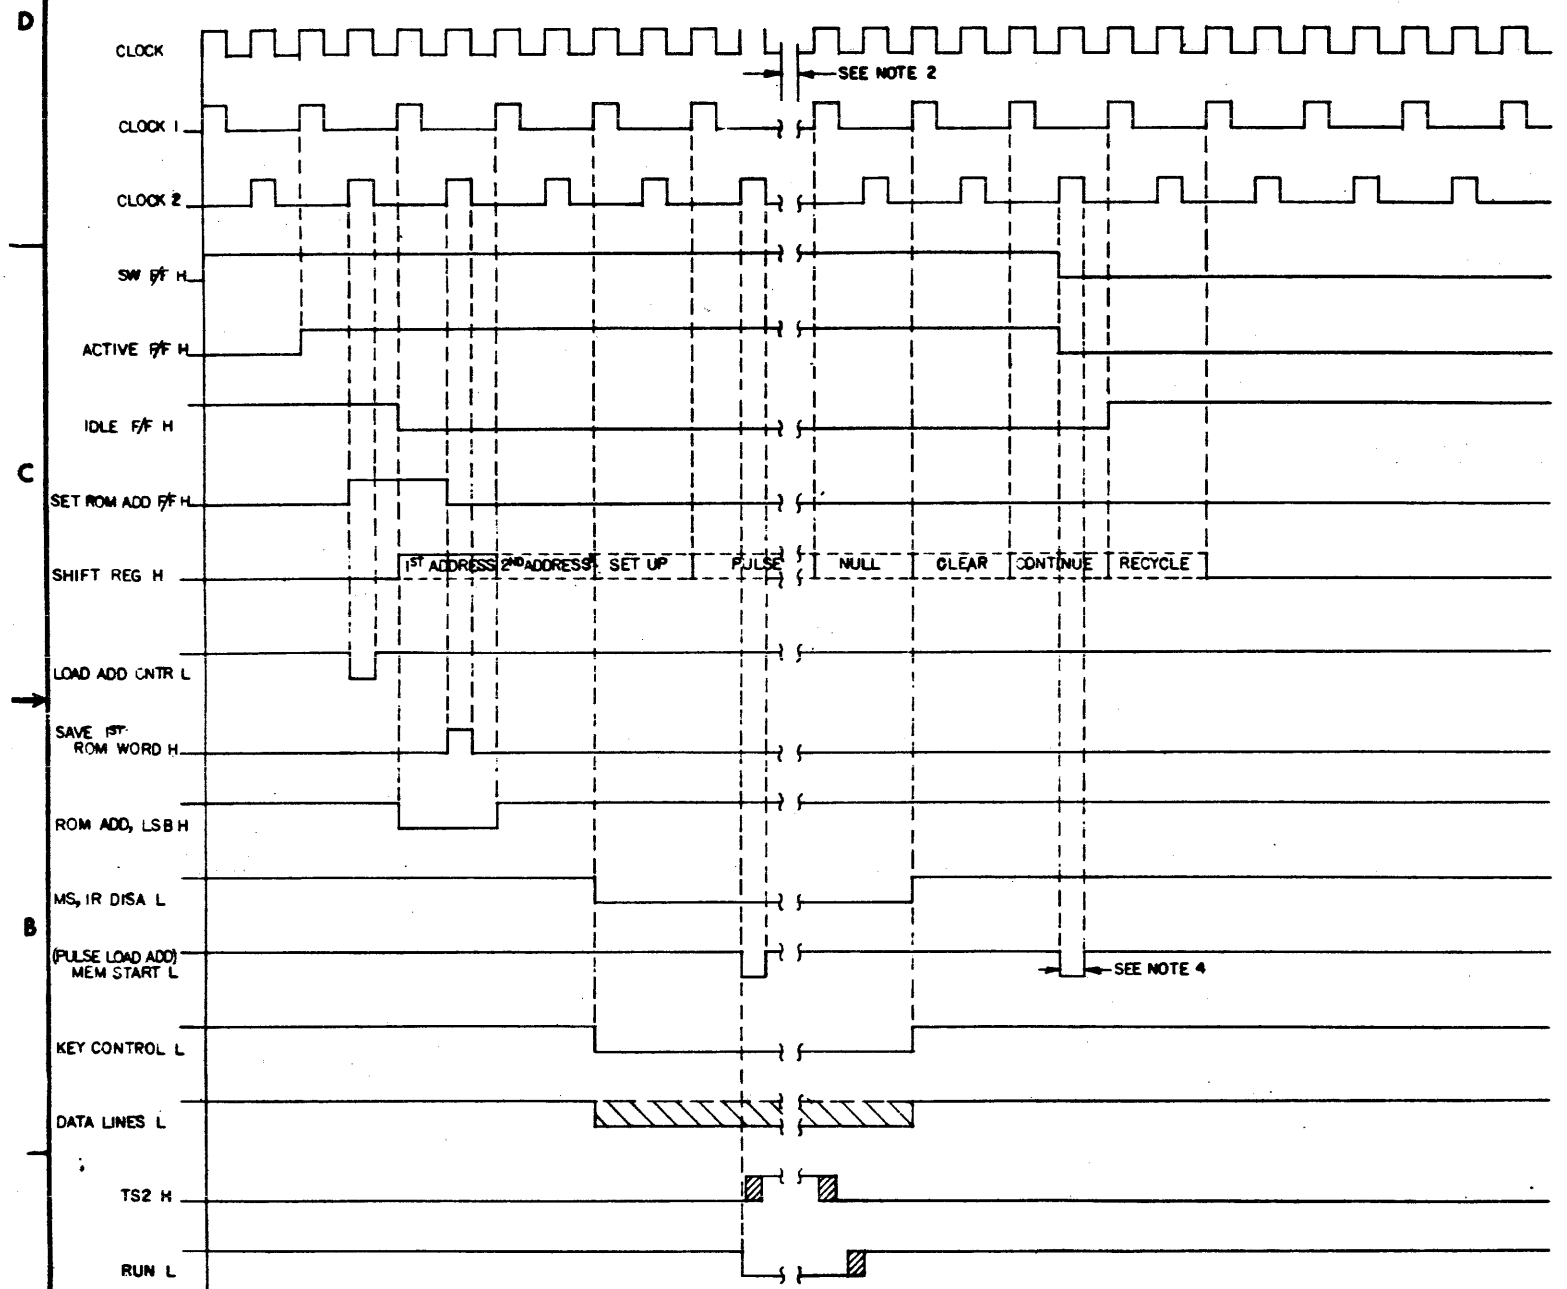 D
CLOCK
SEE NOTE 2
CLOCK 1
CLOCK 2
SW F/F H
ACTIVE F/F H
IDLE F/F H
C
SET ROM ADD F/F H
SHIFT REG H
1ST ADDRESS 2ND ADDRESS SET UP PULSE NULL CLEAR CONTINUE RECYCLE
LOAD ADD CNTR L
SAVE 1ST
ROM WORD H
ROM ADD, LSB H
MS, IR DISA L
B
(PULSE LOAD ADD)
MEM START L
SEE NOTE 4
KEY CONTROL L
DATA LINES L
TS2 H
RUN L